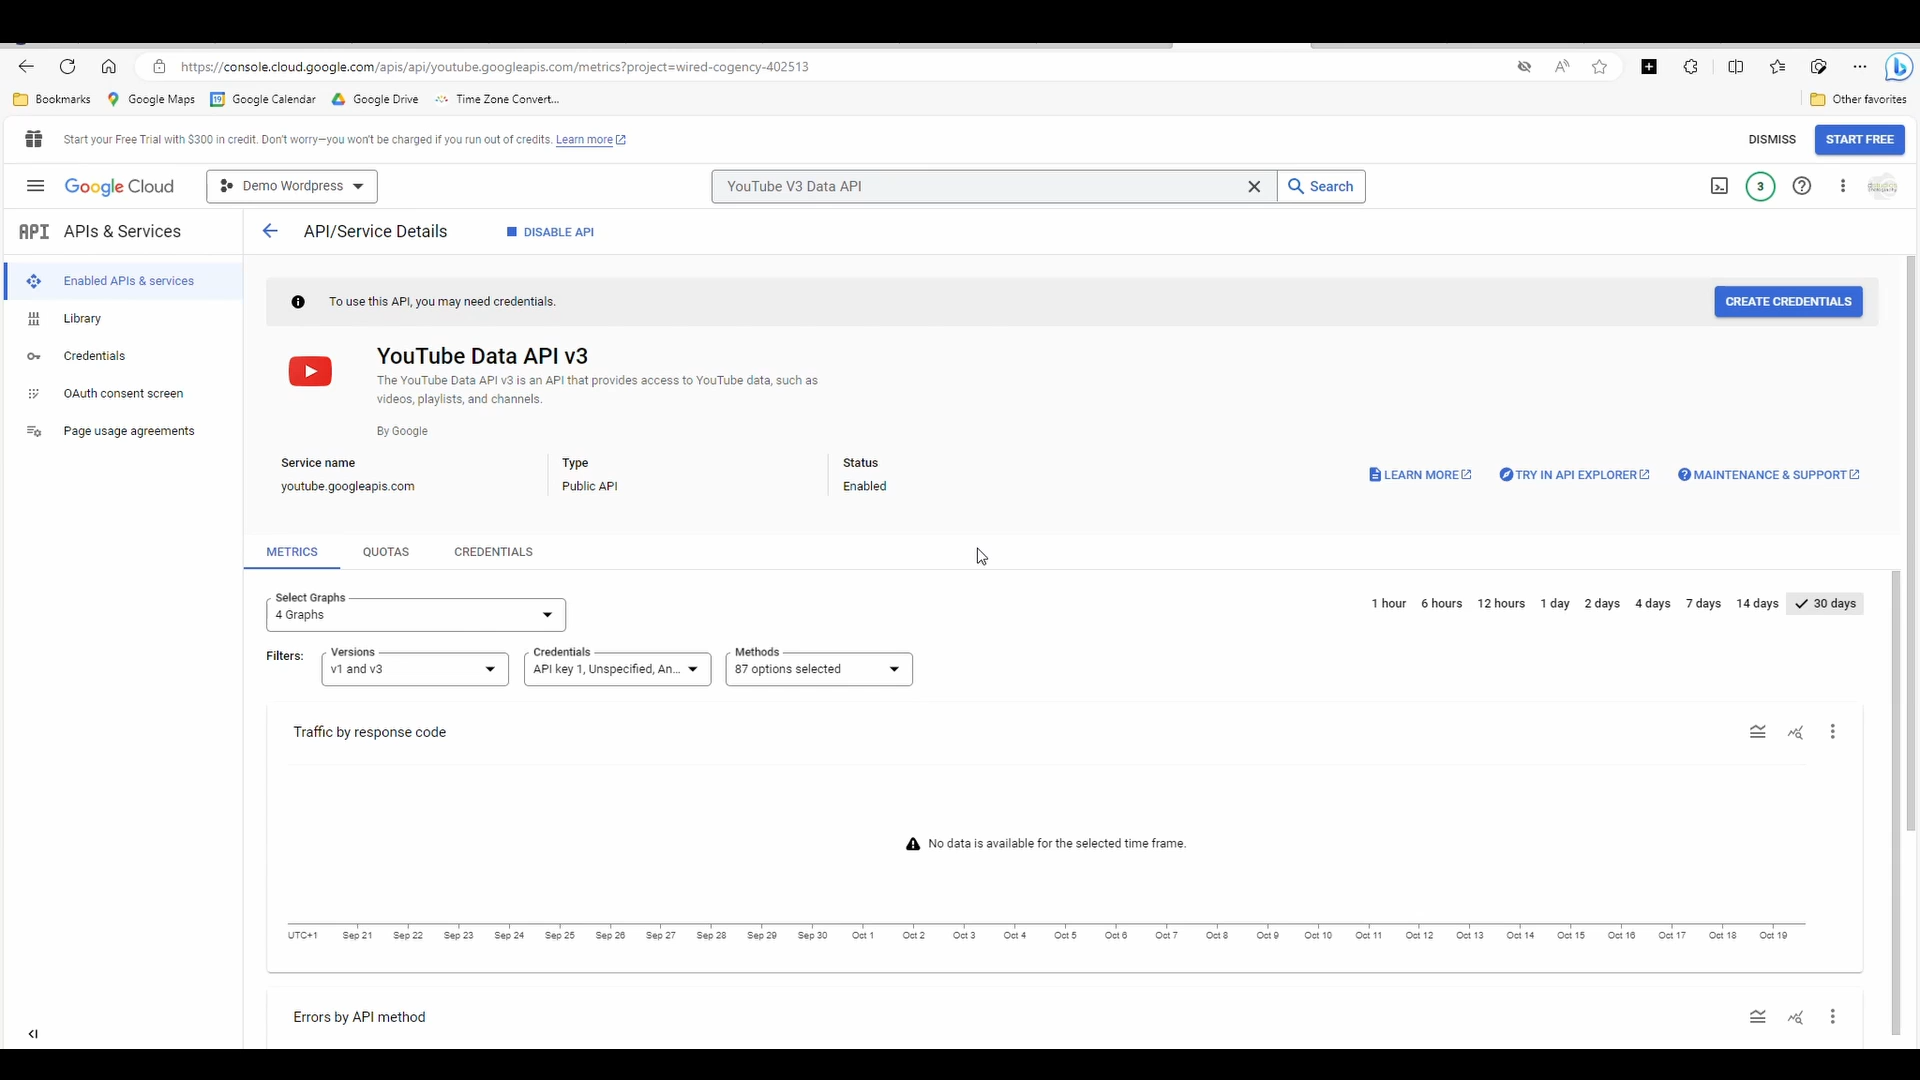 https://console.cloud.google.com/apis/api/youtube.googleapis.com/metrics?project=wired-cogency-402513
Bookmarks Google Maps Google Calendar Google Drive Time Zone Convert... Other favorites
Start your Free Trial with $300 in credit. Don't worry—you won't be charged if you run out of credits. Learn more DISMISS START FREE
Google Cloud Demo Wordpress YouTube V3 Data API Search 3
API APIs & Services API/Service Details DISABLE API
Enabled APIs & services
Library
Credentials
OAuth consent screen
Page usage agreements
To use this API, you may need credentials. CREATE CREDENTIALS
YouTube Data API v3
The YouTube Data API v3 is an API that provides access to YouTube data, such as
videos, playlists, and channels.
By Google
Service name Type Status
youtube.googleapis.com Public API Enabled
LEARN MORE TRY IN API EXPLORER MAINTENANCE & SUPPORT
METRICS QUOTAS CREDENTIALS
Select Graphs
4 Graphs
1 hour 6 hours 12 hours 1 day 2 days 4 days 7 days 14 days 30 days
Filters: Versions Credentials Methods
v1 and v3 API key 1, Unspecified, An... 87 options selected
Traffic by response code
No data is available for the selected time frame.
UTC+1 Sep 21 Sep 22 Sep 23 Sep 24 Sep 25 Sep 26 Sep 27 Sep 28 Sep 29 Sep 30 Oct 1 Oct 2 Oct 3 Oct 4 Oct 5 Oct 6 Oct 7 Oct 8 Oct 9 Oct 10 Oct 11 Oct 12 Oct 13 Oct 14 Oct 15 Oct 16 Oct 17 Oct 18 Oct 19
Errors by API method